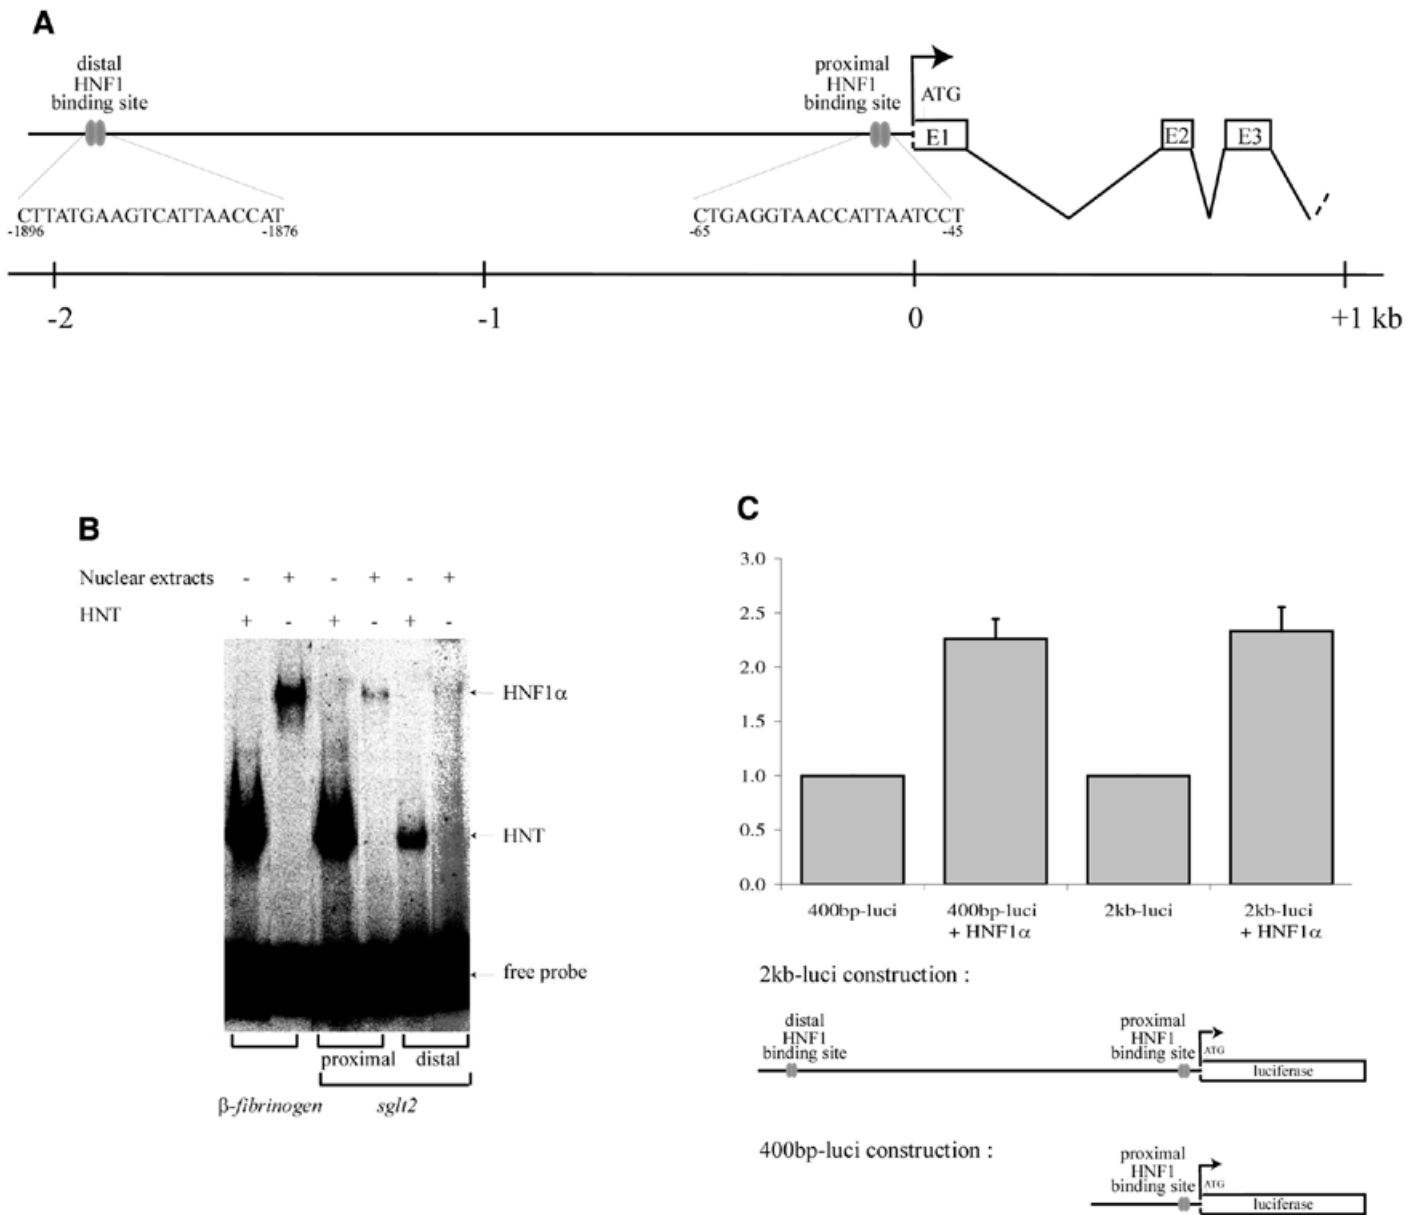 A
distal
HNF1
binding site
proximal
HNF1
binding site
ATG
E1
E2
E3
CTTATGAAGTCATTAACCAT
-1896
-1876
CTGAGGTAACCATTAATCCT
-65
-45
-2
-1
0
+1 kb
B
Nuclear extracts - + - + - +
HNT + - + - + -
HNF1α
HNT
free probe
proximal
distal
β-fibrinogen
sglt2
C
3.0
2.5
2.0
1.5
1.0
0.5
0.0
400bp-luci
400bp-luci
+ HNF1α
2kb-luci
2kb-luci
+ HNF1α
2kb-luci construction :
distal
HNF1
binding site
proximal
HNF1
binding site
ATG
luciferase
400bp-luci construction :
proximal
HNF1
binding site
ATG
luciferase